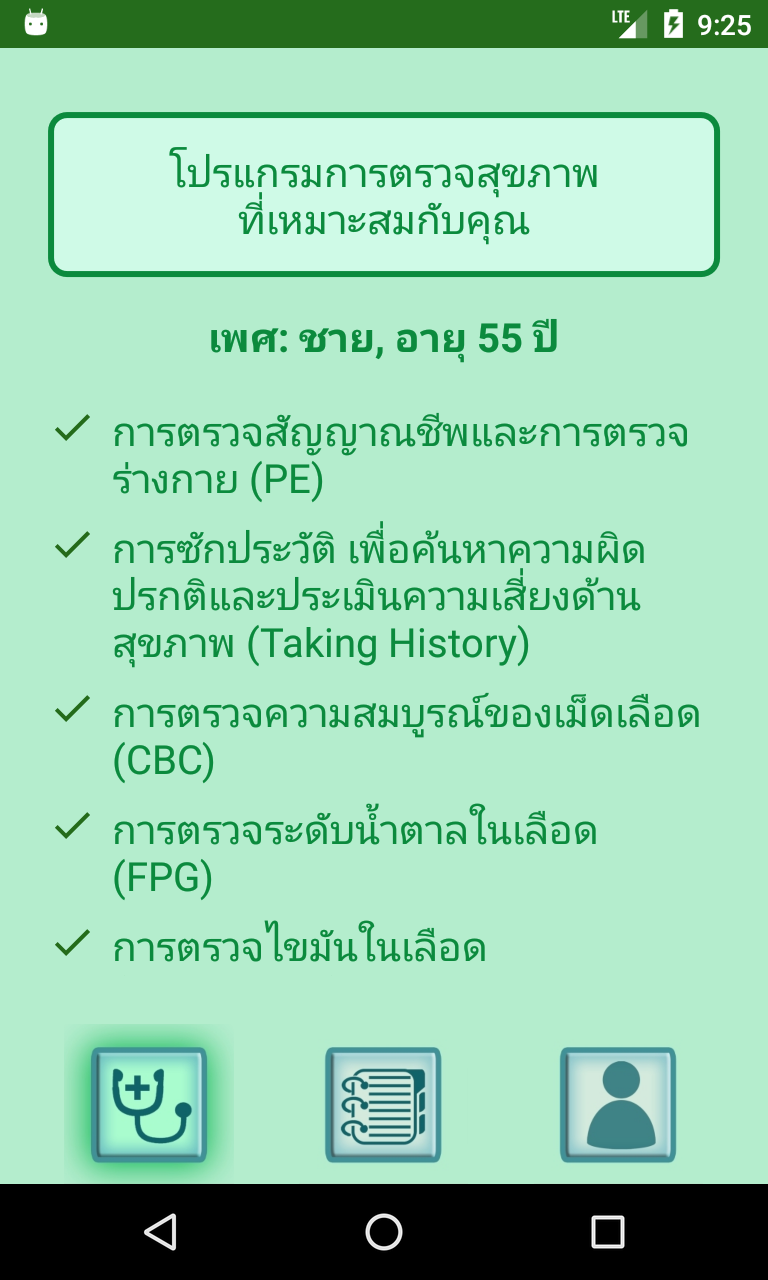 LTE 9:25
โปรแกรมการตรวจสุขภาพ
ที่เหมาะสมกับคุณ
เพศ: ชาย, อายุ 55 ปี
การตรวจสัญญาณชีพและการตรวจ
ร่างกาย (PE)
การซักประวัติ เพื่อค้นหาความผิด
ปรกติและประเมินความเสี่ยงด้าน
สุขภาพ (Taking History)
การตรวจความสมบูรณ์ของเม็ดเลือด
(CBC)
การตรวจระดับน้ำตาลในเลือด
(FPG)
การตรวจไขมันในเลือด